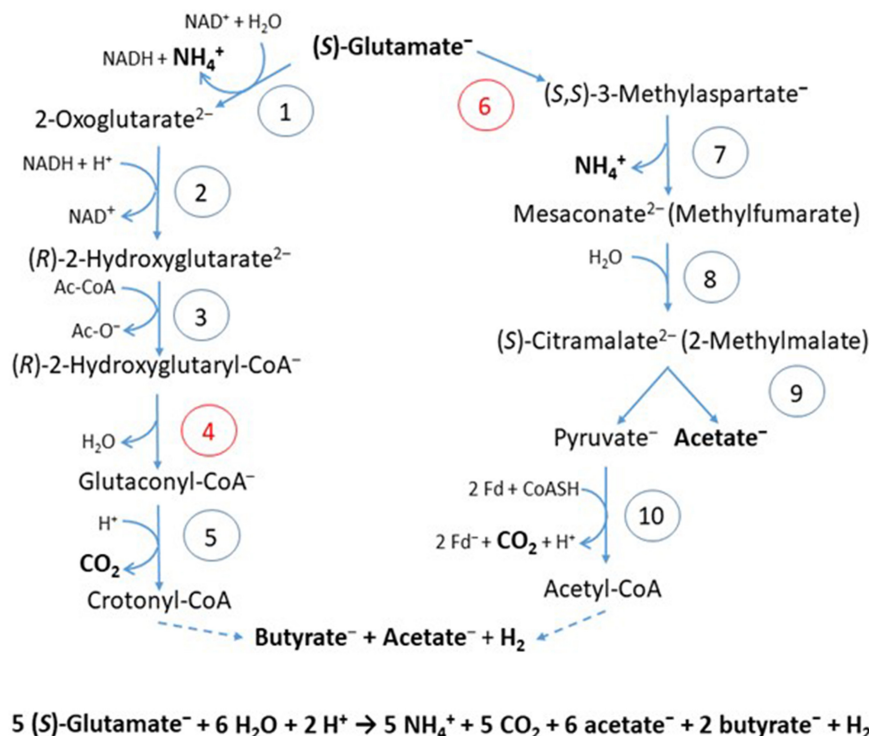 NAD⁺ + H₂O
NADH + NH₄⁺
(S)-Glutamate⁻
1
2-Oxoglutarate²⁻
NADH + H⁺
2
NAD⁺
(R)-2-Hydroxyglutarate²⁻
Ac-CoA
3
Ac-O⁻
(R)-2-Hydroxyglutaryl-CoA⁻
4
H₂O
Glutaconyl-CoA⁻
H⁺
5
CO₂
Crotonyl-CoA
6
(S,S)-3-Methylaspartate⁻
7
NH₄⁺
Mesaconate²⁻ (Methylfumarate)
H₂O
8
(S)-Citramalate²⁻ (2-Methylmalate)
9
Pyruvate⁻ Acetate⁻
2 Fd + CoASH
10
2 Fd⁻ + CO₂ + H⁺
Acetyl-CoA
Butyrate⁻ + Acetate⁻ + H₂
5 (S)-Glutamate⁻ + 6 H₂O + 2 H⁺ → 5 NH₄⁺ + 5 CO₂ + 6 acetate⁻ + 2 butyrate⁻ + H₂